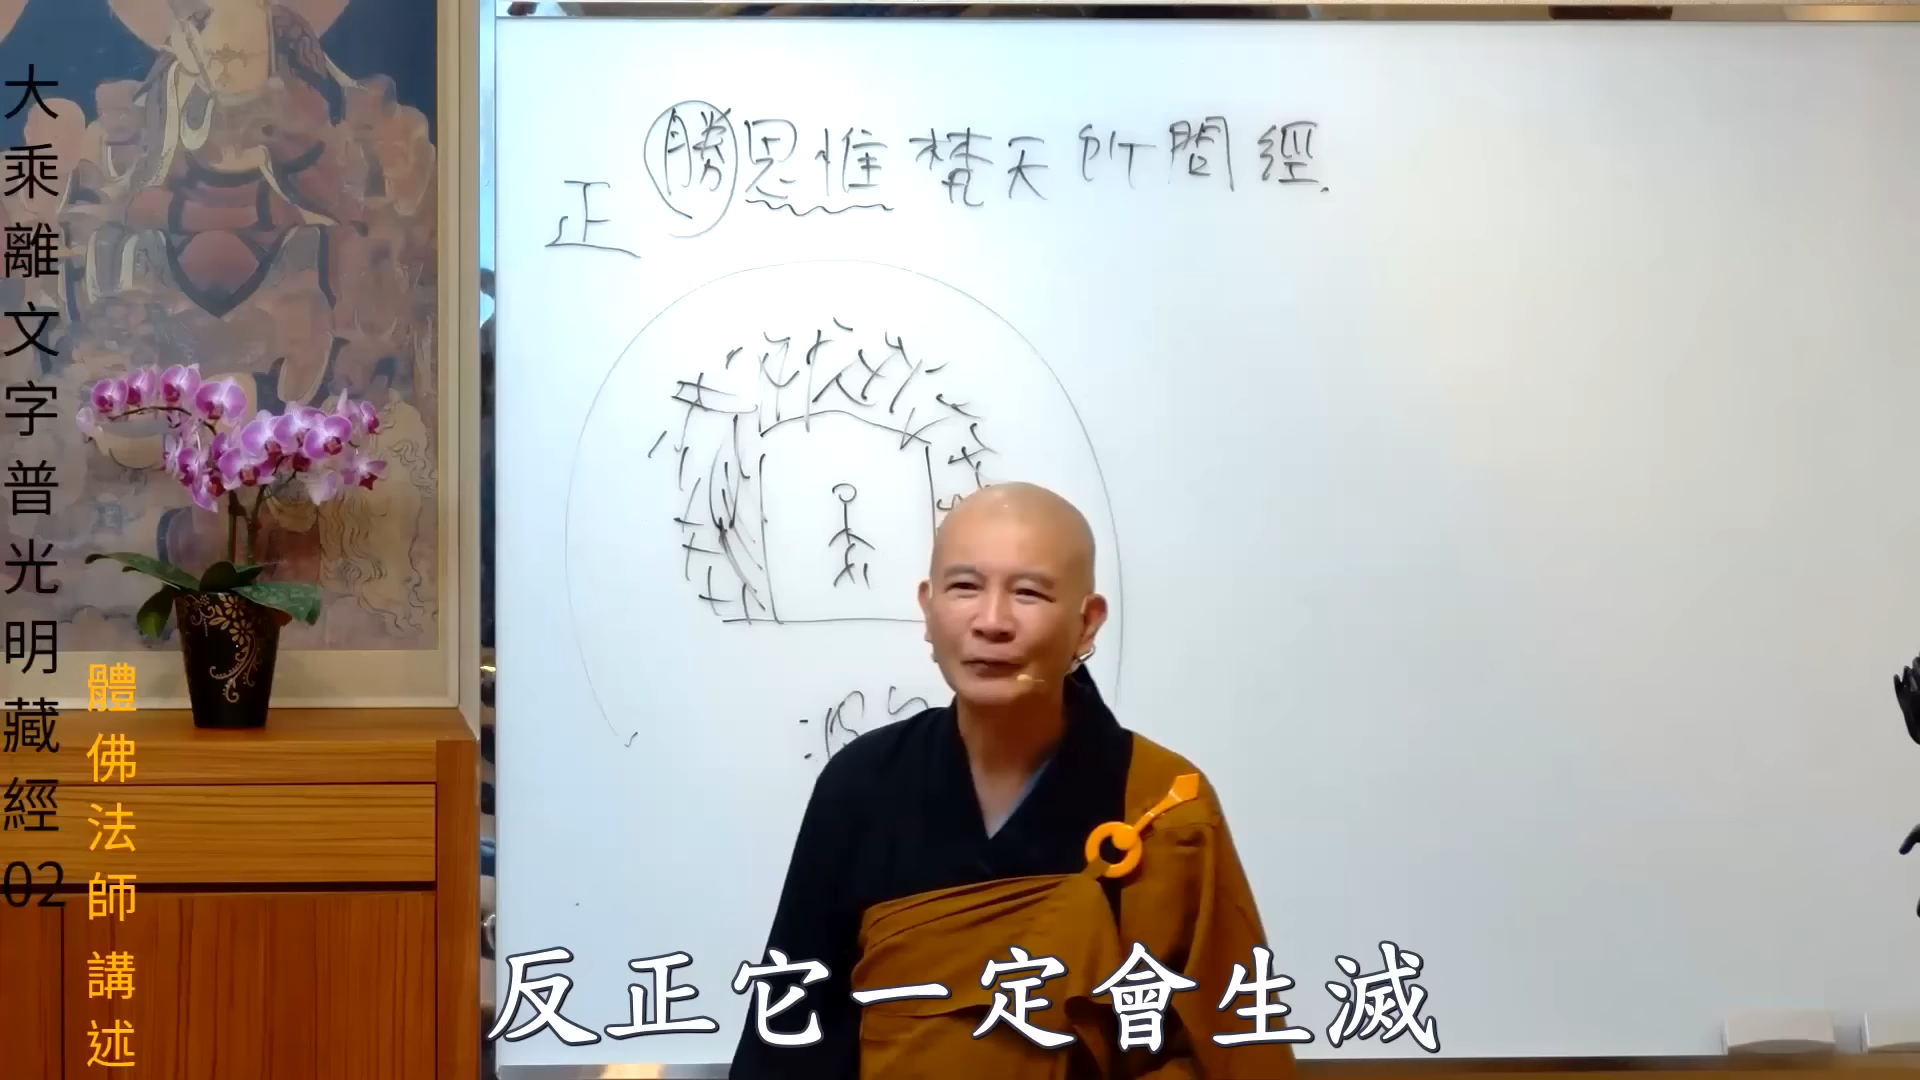 大乘離文字普光明藏經02
體佛法師講述
勝思惟梵天所問經
正
反正它一定會生滅